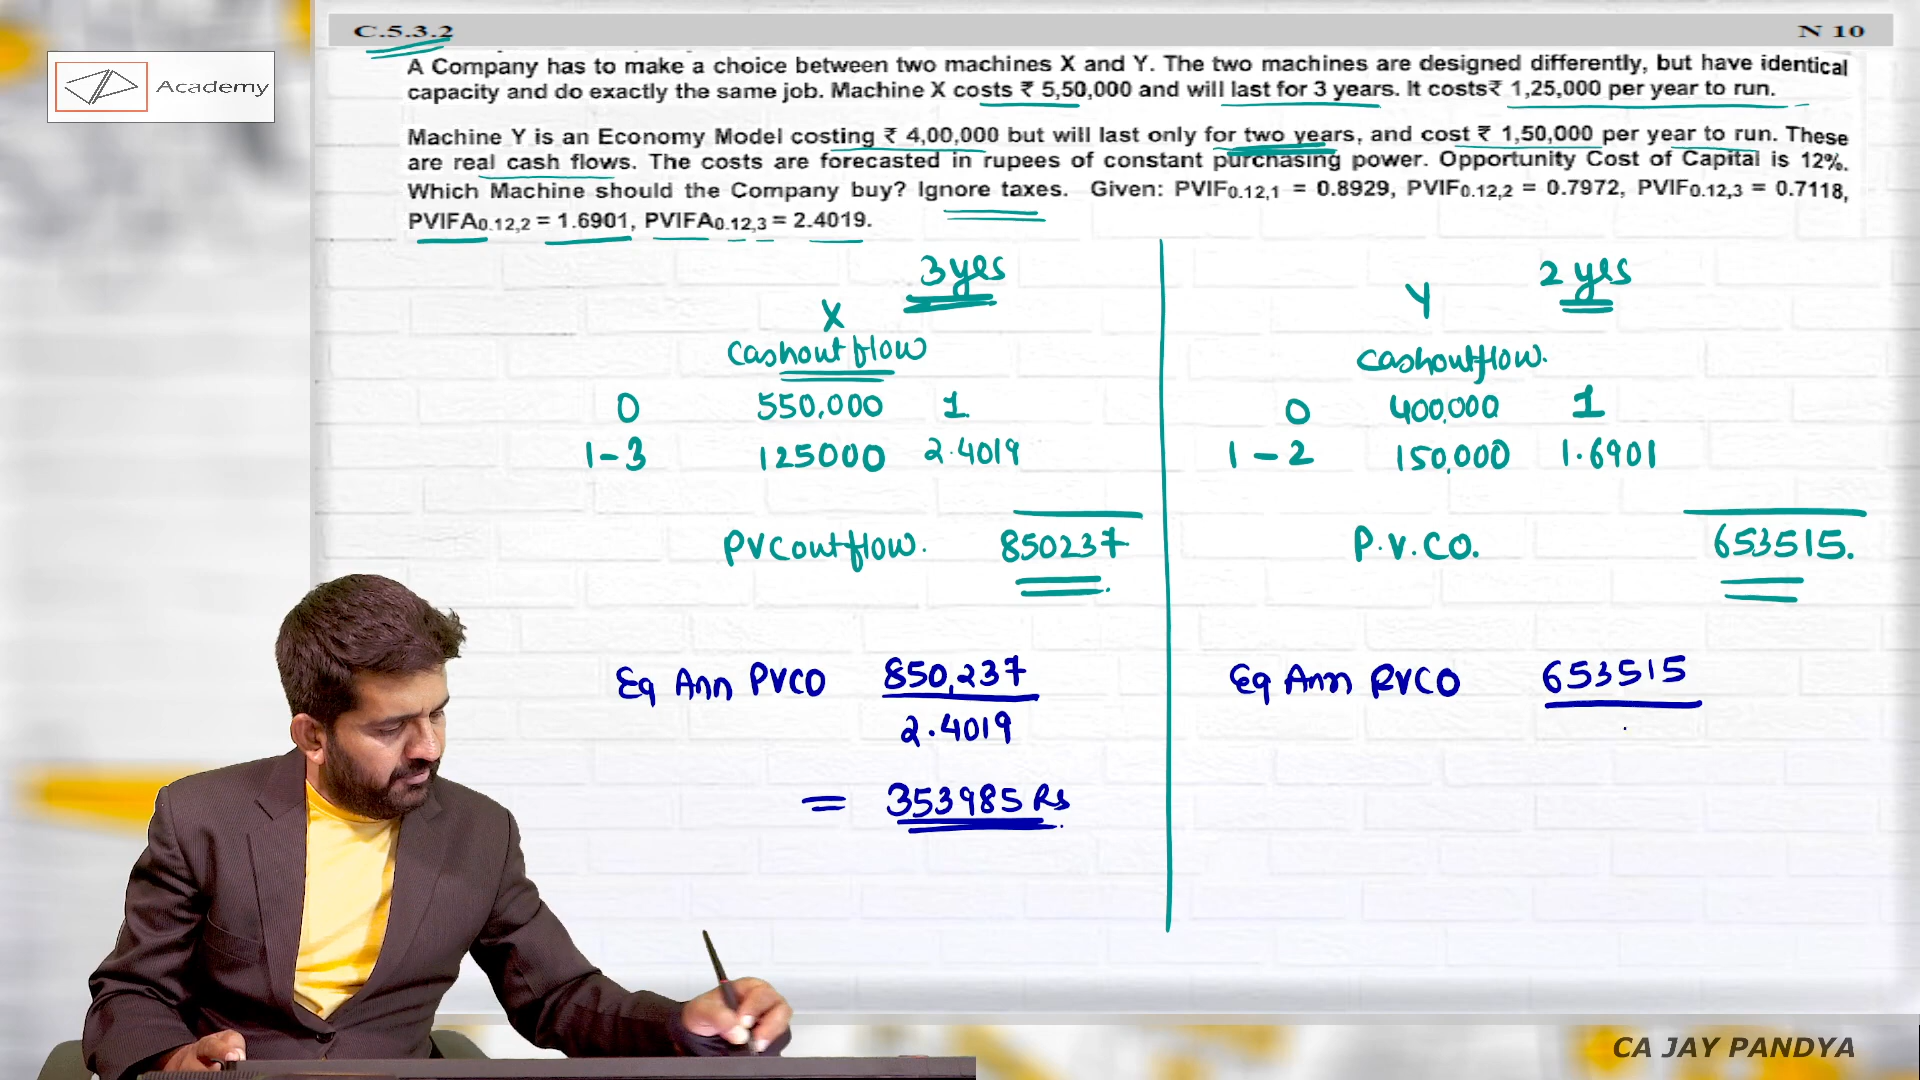 Academy
C.5.3.2 N 10
A Company has to make a choice between two machines X and Y. The two machines are designed differently, but have identical
capacity and do exactly the same job. Machine X costs ₹ 5,50,000 and will last for 3 years. It costs₹ 1,25,000 per year to run.
Machine Y is an Economy Model costing ₹ 4,00,000 but will last only for two years, and cost ₹ 1,50,000 per year to run. These
are real cash flows. The costs are forecasted in rupees of constant purchasing power. Opportunity Cost of Capital is 12%.
Which Machine should the Company buy? Ignore taxes. Given: PVIF0.12,1 = 0.8929, PVIF0.12,2 = 0.7972, PVIF0.12,3 = 0.7118,
PVIFA0.12,2 = 1.6901, PVIFA0.12,3 = 2.4019.
3 yrs
X
Cashoutflow
0 550,000 1
1-3 125000 2.4019
PVCoutflow. 850237
Eq Ann PVCO 850,237
2.4019
= 353985 Rs
2 yrs
Y
Cashoutflow.
0 400,000 1
1-2 150,000 1.6901
P.V.CO. 653515.
Eq Ann PVCO 653515
CA JAY PANDYA